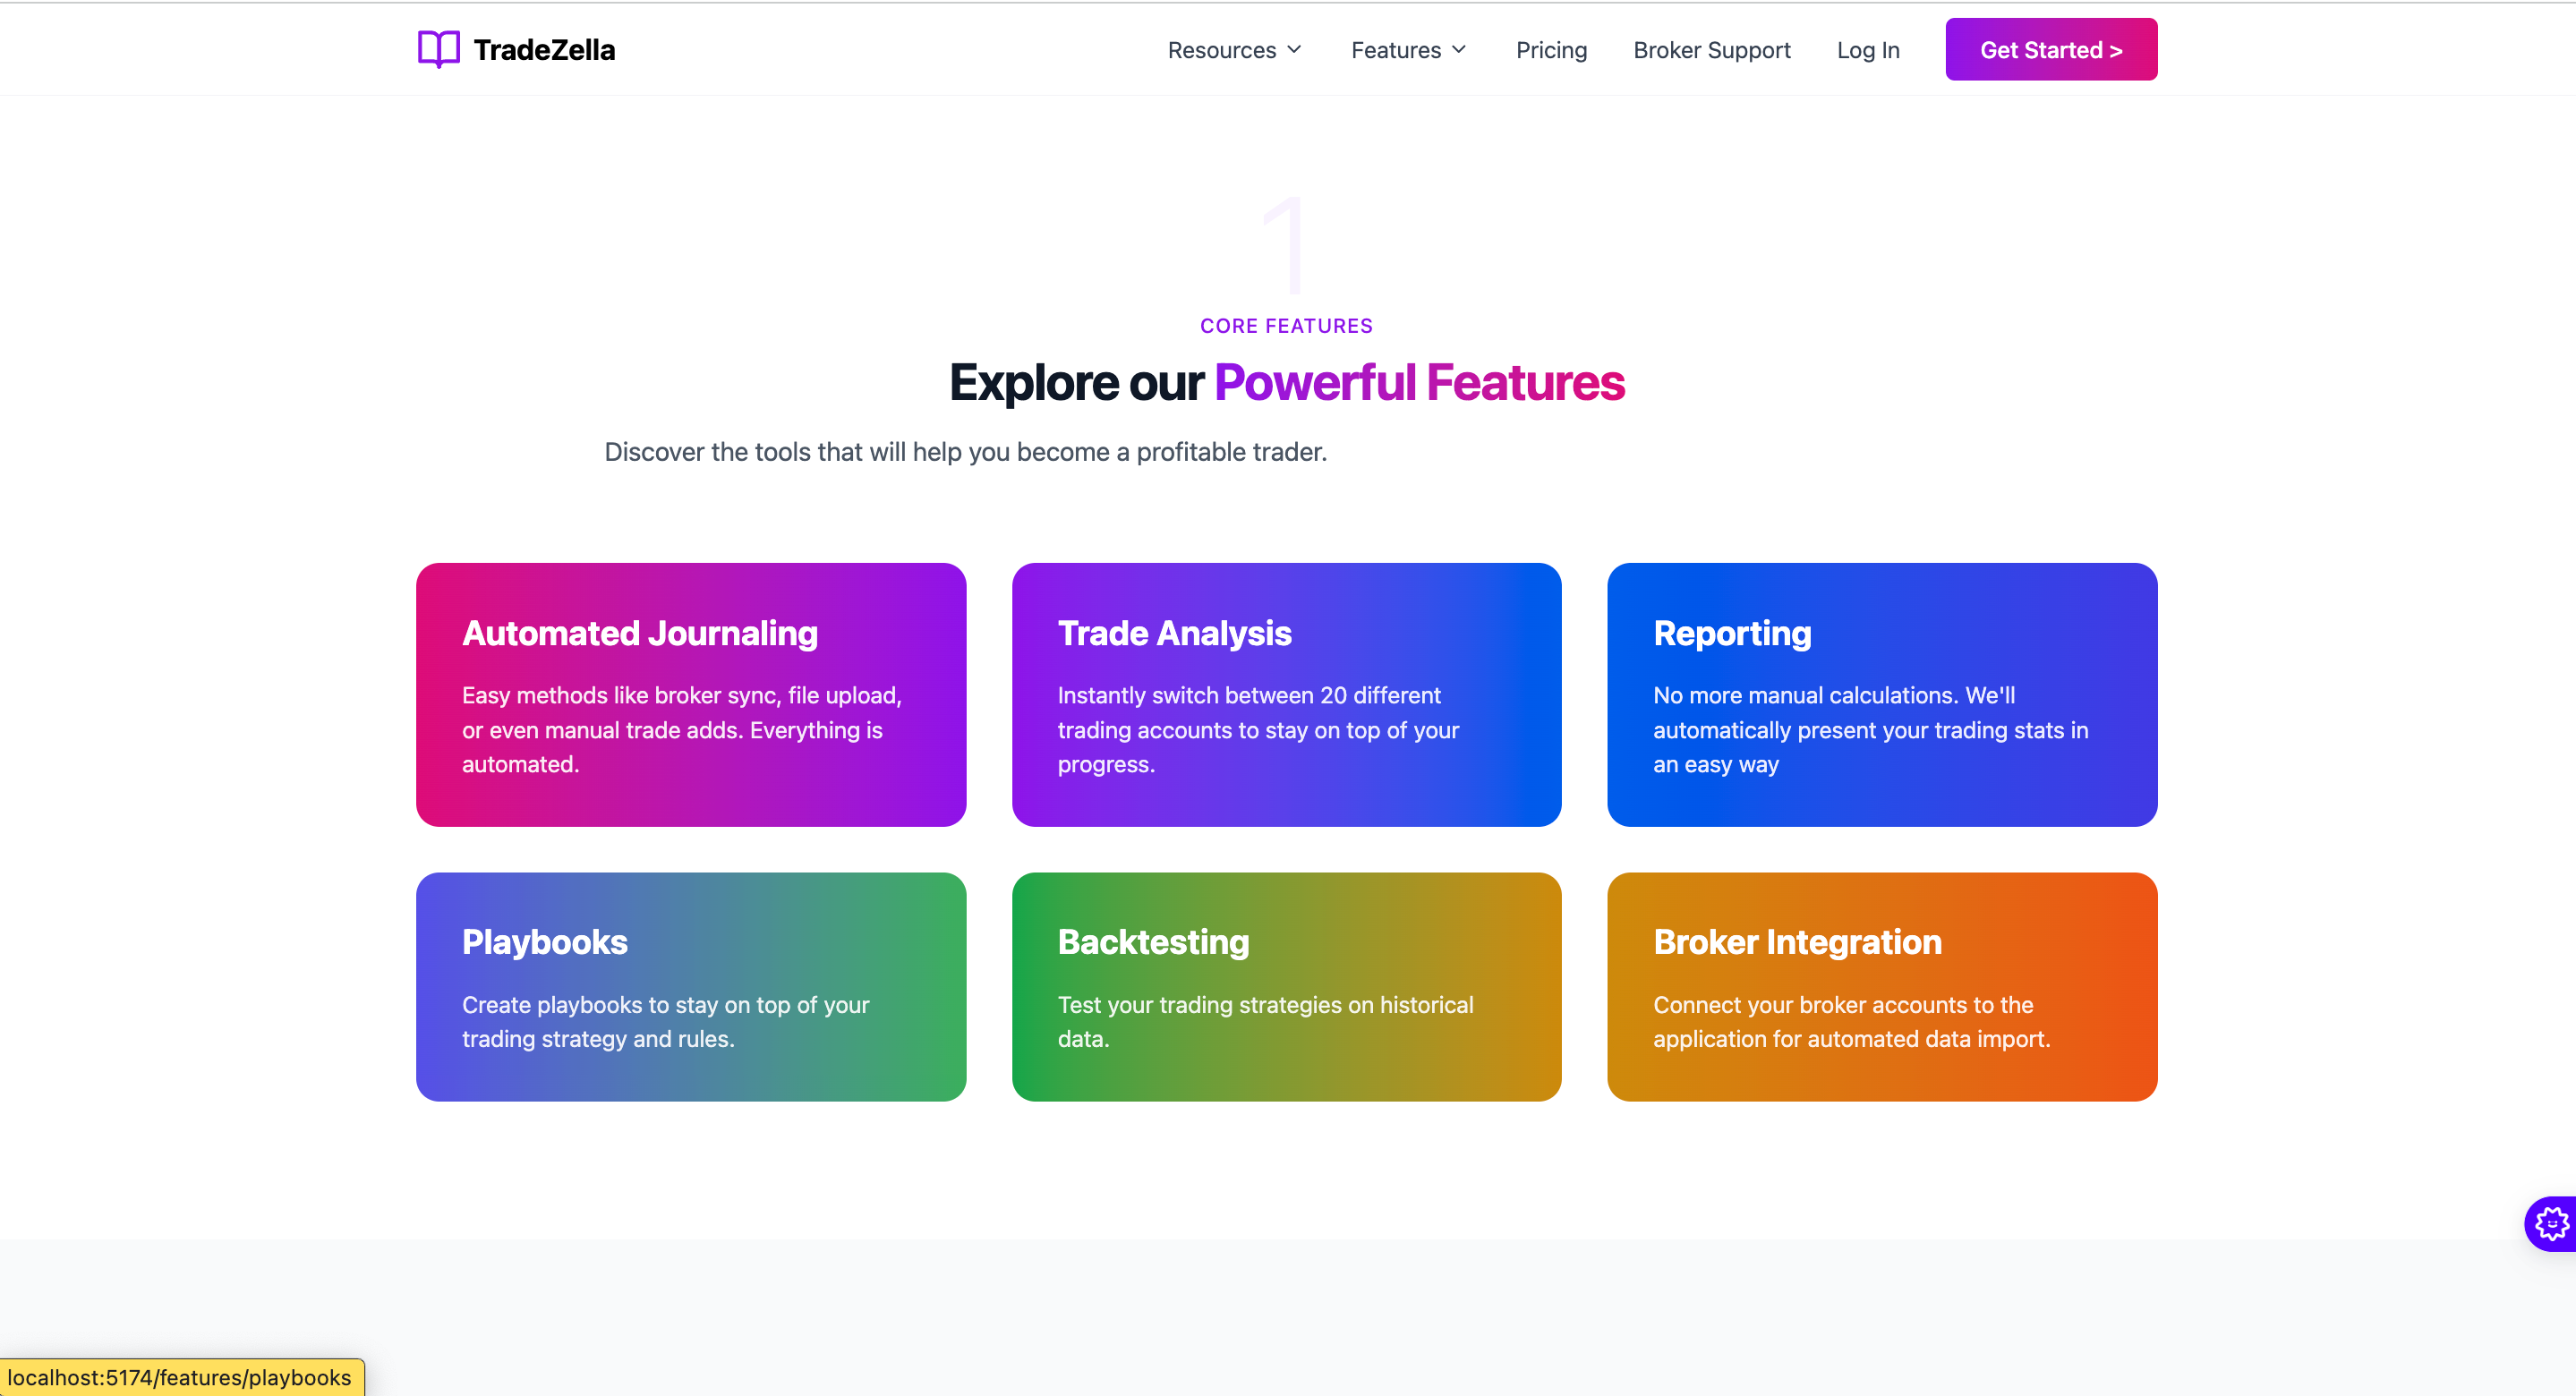 TradeZella
Resources
Features
Pricing
Broker Support
Log In
Get Started >
1
CORE FEATURES
Explore our Powerful Features
Discover the tools that will help you become a profitable trader.
Automated Journaling
Easy methods like broker sync, file upload,
or even manual trade adds. Everything is
automated.
Trade Analysis
Instantly switch between 20 different
trading accounts to stay on top of your
progress.
Reporting
No more manual calculations. We'll
automatically present your trading stats in
an easy way
Playbooks
Create playbooks to stay on top of your
trading strategy and rules.
Backtesting
Test your trading strategies on historical
data.
Broker Integration
Connect your broker accounts to the
application for automated data import.
localhost:5174/features/playbooks